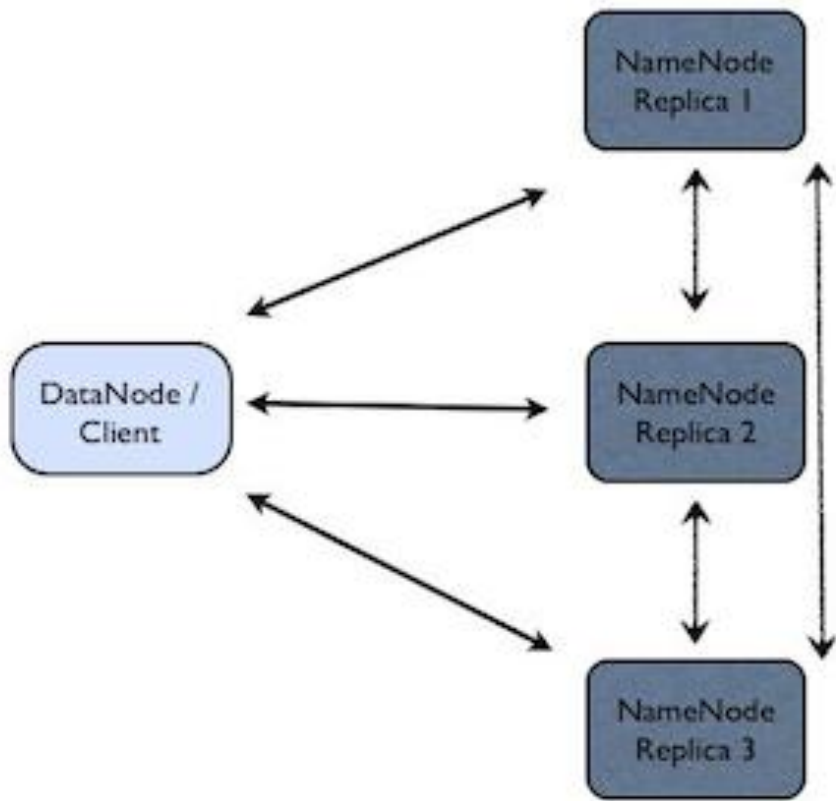 NameNode
Replica 1
DataNode /
Client
NameNode
Replica 2
NameNode
Replica 3